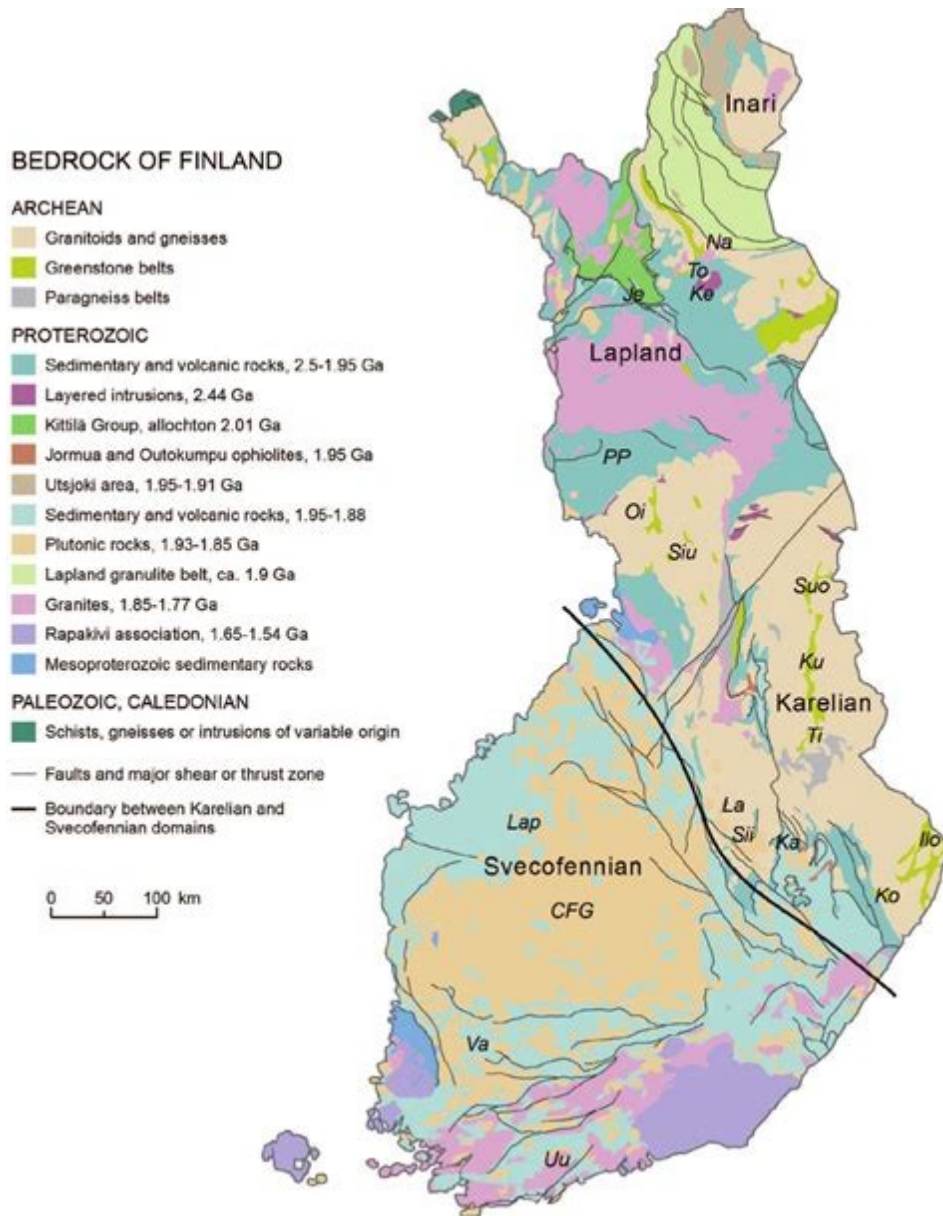 BEDROCK OF FINLAND
ARCHEAN
Granitoids and gneisses
Greenstone belts
Paragneiss belts
PROTEROZOIC
Sedimentary and volcanic rocks, 2.5-1.95 Ga
Layered intrusions, 2.44 Ga
Kittilä Group, allochton 2.01 Ga
Jormua and Outokumpu ophiolites, 1.95 Ga
Utsjoki area, 1.95-1.91 Ga
Sedimentary and volcanic rocks, 1.95-1.88
Plutonic rocks, 1.93-1.85 Ga
Lapland granulite belt, ca. 1.9 Ga
Granites, 1.85-1.77 Ga
Rapakivi association, 1.65-1.54 Ga
Mesoproterozoic sedimentary rocks
PALEOZOIC, CALEDONIAN
Schists, gneisses or intrusions of variable origin
Faults and major shear or thrust zone
Boundary between Karelian and
Svecofennian domains
0 50 100 km
Inari
Na
To
Je Ke
Lapland
PP
Oi
Siu
Suo
Ku
Karelian
Ti
La
Lap
Sii Ka Ilo
Svecofennian
Ko
CFG
Va
Uu